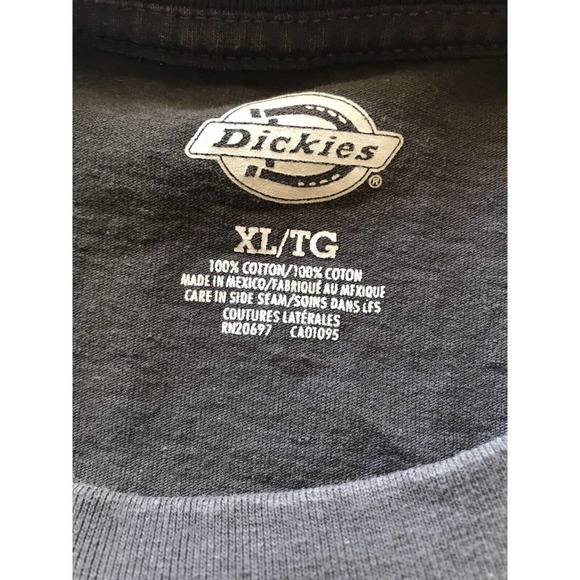 Dickies
®
XL/TG
100% COTTON/100% COTON
MADE IN MEXICO/FABRIQUÉ AU MEXIQUE
CARE IN SIDE SEAM/SOINS DANS LES
COUTURES LATÉRALES
RN20697 CA01095